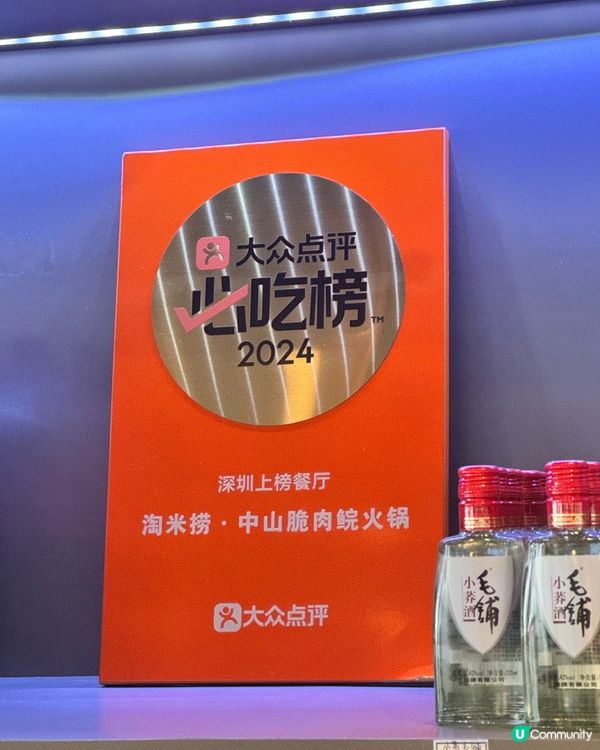 大众点评
必吃榜™
2024
深圳上榜餐厅
淘米捞·中山脆肉鲩火锅
大众点评
毛铺
小荞酒
毛铺
小荞酒
U Community